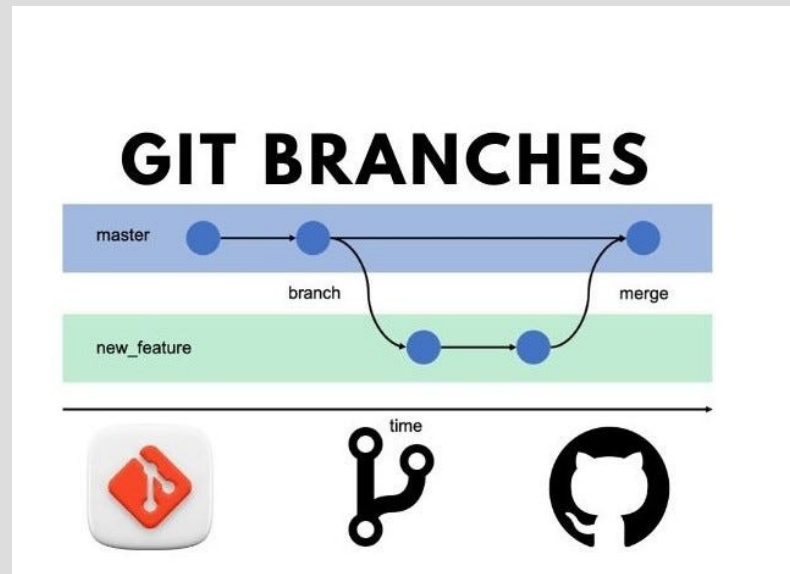 GIT BRANCHES
master
branch
merge
new_feature
time